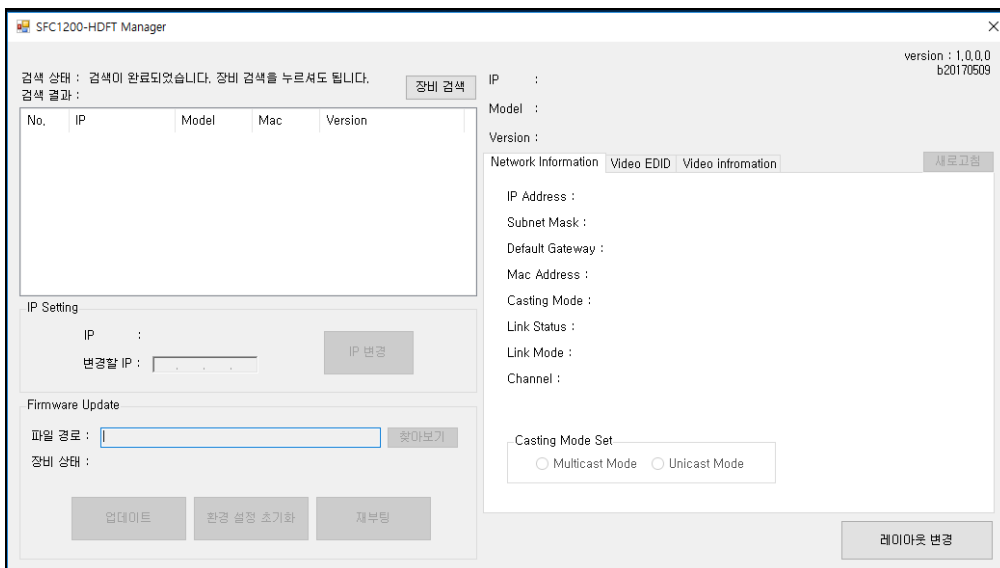 SFC1200-HDFT Manager
version : 1,0,0,0
b20170509
검색 상태 : 검색이 완료되었습니다. 장비 검색을 누르셔도 됩니다.
장비 검색
검색 결과 :
No, IP Model Mac Version
IP Setting
IP :
변경할 IP : . . .
IP 변경
Firmware Update
파일 경로 :
찾아보기
장비 상태 :
업데이트 환경 설정 초기화 재부팅
IP :
Model :
Version :
Network Information Video EDID Video infromation
새로고침
IP Address :
Subnet Mask :
Default Gateway :
Mac Address :
Casting Mode :
Link Status :
Link Mode :
Channel :
Casting Mode Set
Multicast Mode Unicast Mode
레이아웃 변경